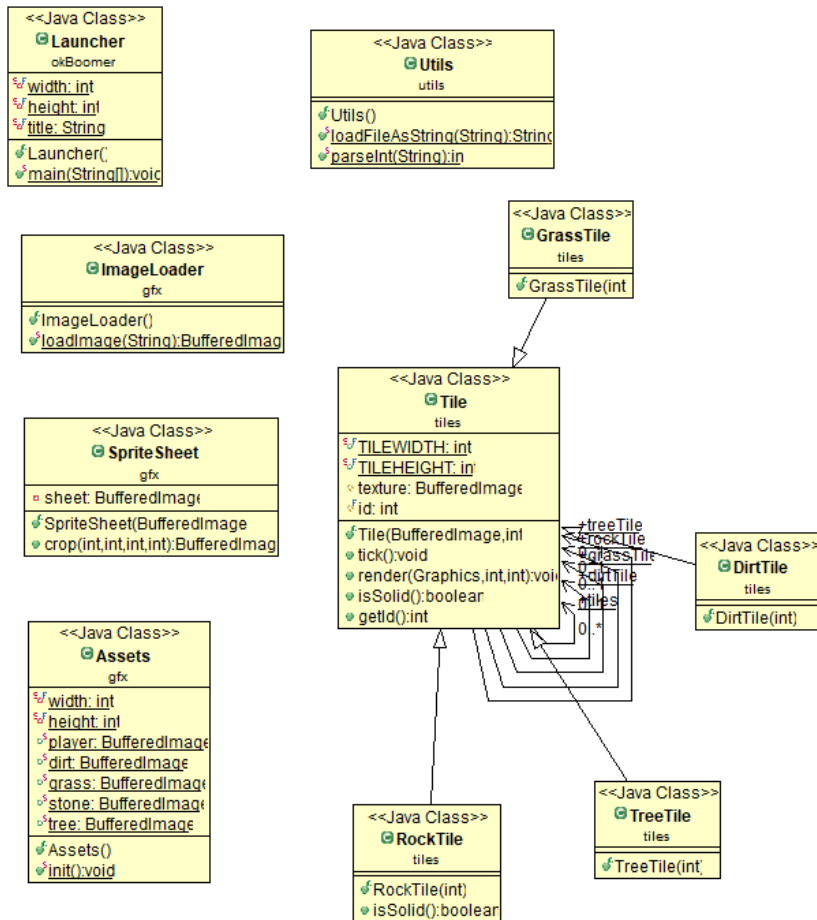 <<Java Class>>
Launcher
okBoomer
width: int
height: int
title: String
Launcher()
main(String[]):void
<<Java Class>>
Utils
utils
Utils()
loadFileAsString(String):String
parseInt(String):in
<<Java Class>>
GrassTile
tiles
GrassTile(int
<<Java Class>>
ImageLoader
gfx
ImageLoader()
loadImage(String):BufferedImag
<<Java Class>>
Tile
tiles
TILEWIDTH: int
TILEHEIGHT: int
texture: BufferedImage
id: int
Tile(BufferedImage,int
tick():void
render(Graphics,int,int):void
isSolid():boolean
getId():int
+treeTile
+rockTile
+grassTile
+dirtTile
+tiles
0..*
<<Java Class>>
SpriteSheet
gfx
sheet: BufferedImage
SpriteSheet(BufferedImage
crop(int,int,int,int):BufferedImag
<<Java Class>>
DirtTile
tiles
DirtTile(int)
<<Java Class>>
Assets
gfx
width: int
height: int
player: BufferedImage
dirt: BufferedImage
grass: BufferedImage
stone: BufferedImage
tree: BufferedImage
Assets()
init():void
<<Java Class>>
RockTile
tiles
RockTile(int)
isSolid():boolean
<<Java Class>>
TreeTile
tiles
TreeTile(int)